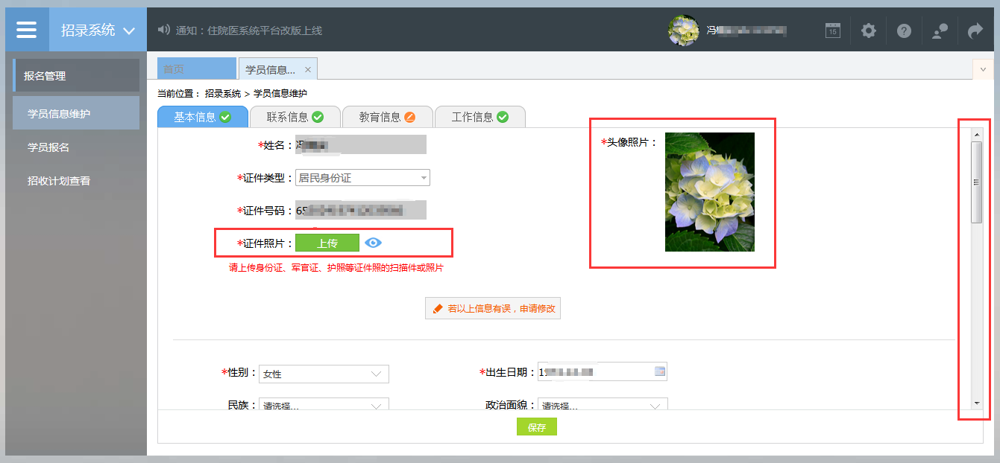 招录系统
通知：住院医系统平台改版上线
冯
15
报名管理
学员信息维护
学员报名
招收计划查看
首页
学员信息...
当前位置： 招录系统 > 学员信息维护
基本信息
联系信息
教育信息
工作信息
*姓名：
*证件类型： 居民身份证
*证件号码： 65
*证件照片： 上传
请上传身份证、军官证、护照等证件照的扫描件或照片
*头像照片：
若以上信息有误，申请修改
*性别： 女性
*出生日期： 19
民族： 请选择...
政治面貌： 请选择...
保存